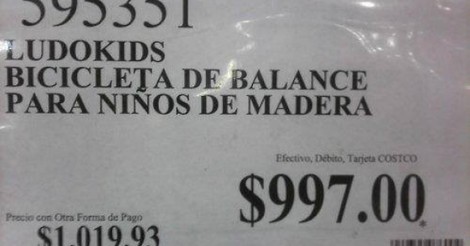 595351
LUDOKIDS
BICICLETA DE BALANCE
PARA NIÑOS DE MADERA
Efectivo, Débito, Tarjeta COSTCO
$997.00
Precio con Otra Forma de Pago
$1,019.93